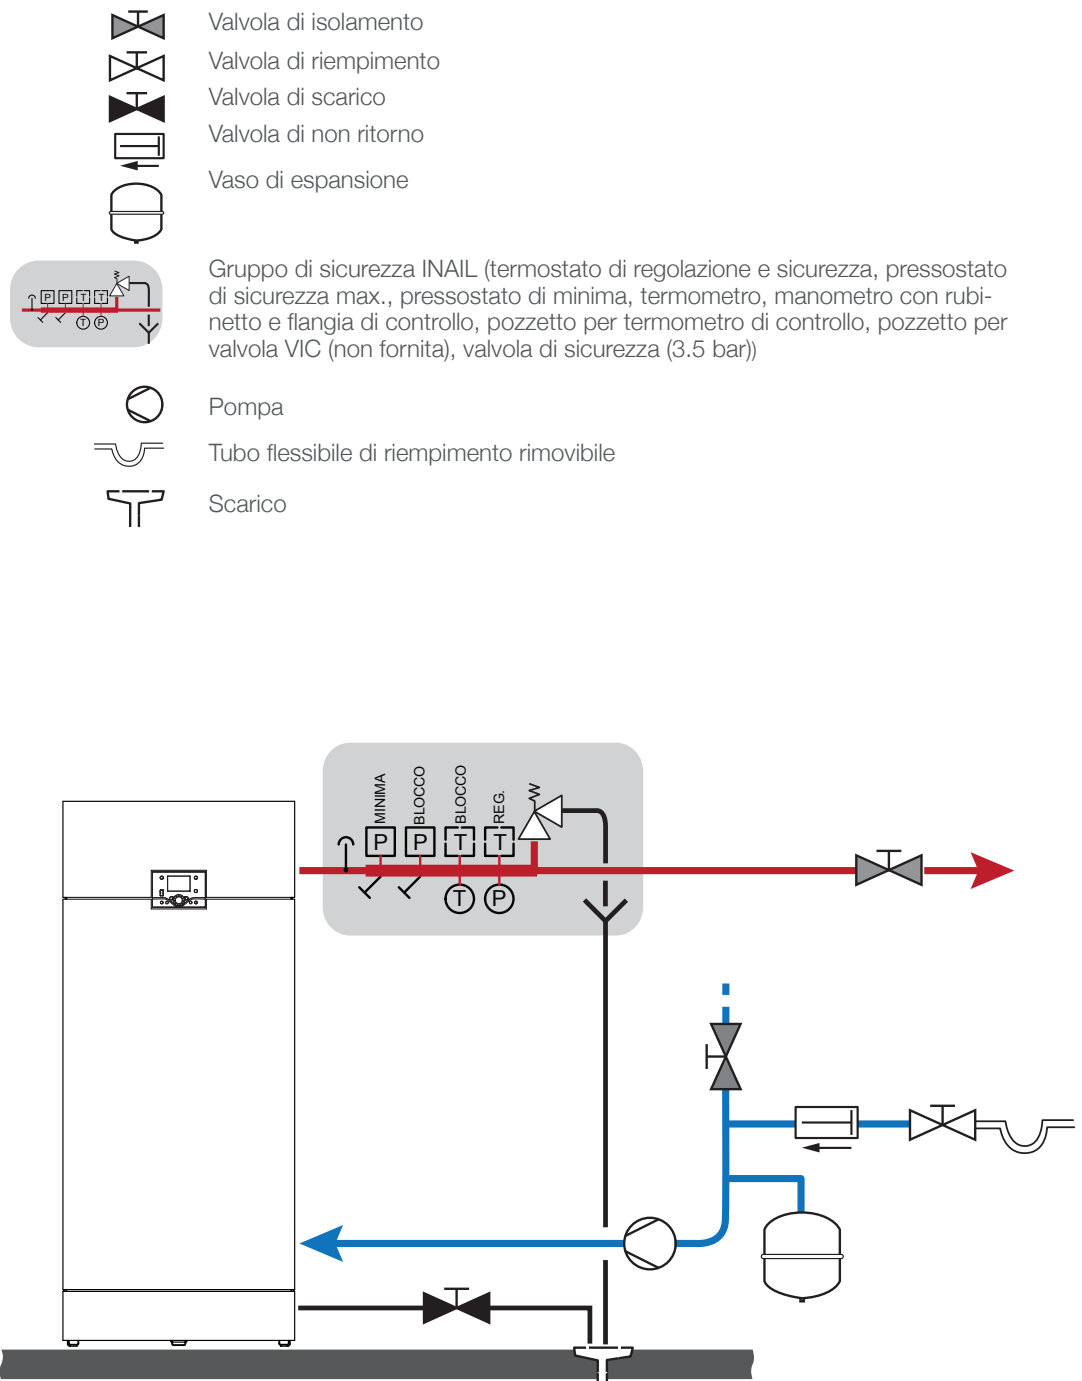 Valvola di isolamento
Valvola di riempimento
Valvola di scarico
Valvola di non ritorno
Vaso di espansione
P P T T
T P
Gruppo di sicurezza INAIL (termostato di regolazione e sicurezza, pressostato
di sicurezza max., pressostato di minima, termometro, manometro con rubi-
netto e flangia di controllo, pozzetto per termometro di controllo, pozzetto per
valvola VIC (non fornita), valvola di sicurezza (3.5 bar))
Pompa
Tubo flessibile di riempimento rimovibile
Scarico
MINIMA
BLOCCO
BLOCCO
REG.
P P T T
T P